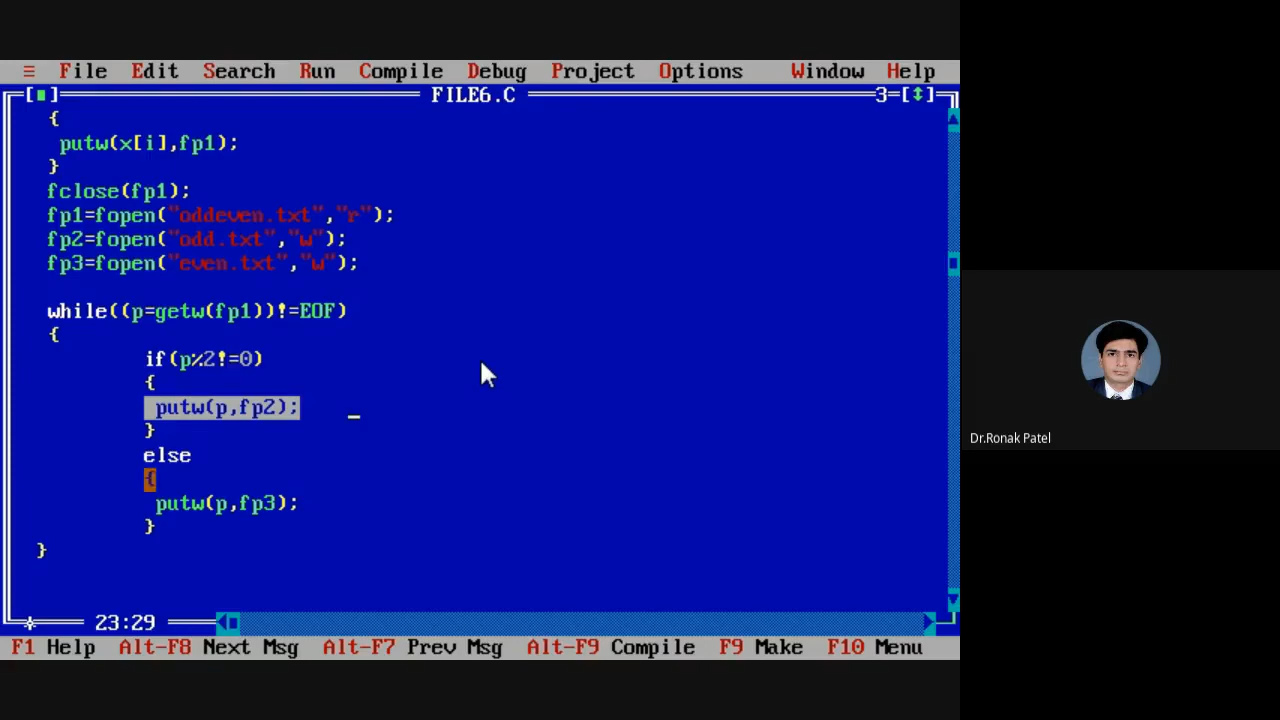 ≡ File Edit Search Run Compile Debug Project Options Window Help
[■] FILE6.C 3=[↕]
{
putw(x[i],fp1);
}
fclose(fp1);
fp1=fopen("oddeven.txt","r");
fp2=fopen("odd.txt","w");
fp3=fopen("even.txt","w");
while((p=getw(fp1))!=EOF)
{
if(p%2!=0)
{
putw(p,fp2);
}
else
{
putw(p,fp3);
}
}
23:29
F1 Help Alt-F8 Next Msg Alt-F7 Prev Msg Alt-F9 Compile F9 Make F10 Menu
Dr.Ronak Patel